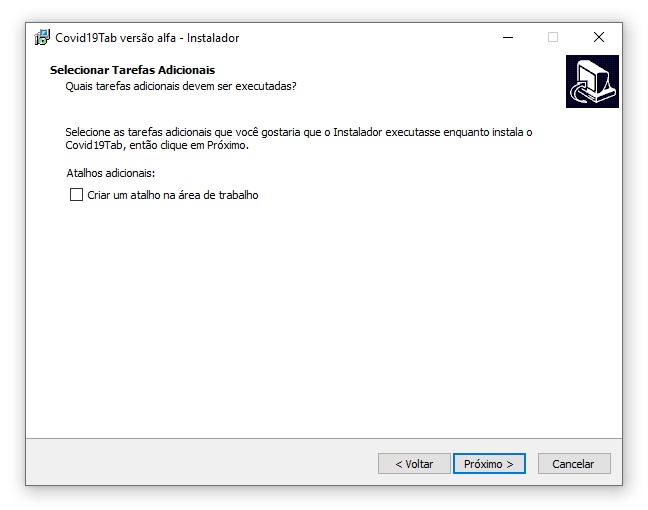 Covid19Tab versão alfa - Instalador
Selecionar Tarefas Adicionais
Quais tarefas adicionais devem ser executadas?
Selecione as tarefas adicionais que você gostaria que o Instalador executasse enquanto instala o
Covid19Tab, então clique em Próximo.
Atalhos adicionais:
Criar um atalho na área de trabalho
< Voltar
Próximo >
Cancelar